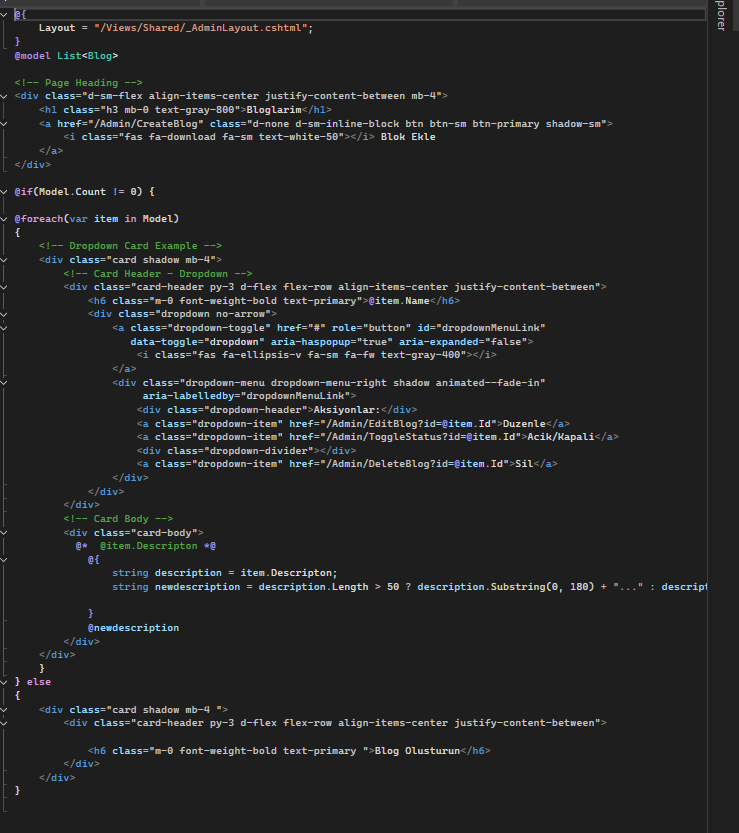 plorer
@{
    Layout = "/Views/Shared/_AdminLayout.cshtml";
}
@model List<Blog>
<!-- Page Heading -->
<div class="d-sm-flex align-items-center justify-content-between mb-4">
    <h1 class="h3 mb-0 text-gray-800">Bloglarim</h1>
    <a href="/Admin/CreateBlog" class="d-none d-sm-inline-block btn btn-sm btn-primary shadow-sm">
        <i class="fas fa-download fa-sm text-white-50"></i> Blok Ekle
    </a>
</div>
@if(Model.Count != 0) {
@foreach(var item in Model)
{
    <!-- Dropdown Card Example -->
    <div class="card shadow mb-4">
        <!-- Card Header - Dropdown -->
        <div class="card-header py-3 d-flex flex-row align-items-center justify-content-between">
            <h6 class="m-0 font-weight-bold text-primary">@item.Name</h6>
            <div class="dropdown no-arrow">
                <a class="dropdown-toggle" href="#" role="button" id="dropdownMenuLink"
                   data-toggle="dropdown" aria-haspopup="true" aria-expanded="false">
                    <i class="fas fa-ellipsis-v fa-sm fa-fw text-gray-400"></i>
                </a>
                <div class="dropdown-menu dropdown-menu-right shadow animated--fade-in"
                     aria-labelledby="dropdownMenuLink">
                    <div class="dropdown-header">Aksiyonlar:</div>
                    <a class="dropdown-item" href="/Admin/EditBlog?id=@item.Id">Duzenle</a>
                    <a class="dropdown-item" href="/Admin/ToggleStatus?id=@item.Id">Acik/Kapali</a>
                    <div class="dropdown-divider"></div>
                    <a class="dropdown-item" href="/Admin/DeleteBlog?id=@item.Id">Sil</a>
                </div>
            </div>
        </div>
        <!-- Card Body -->
        <div class="card-body">
          @*  @item.Descripton *@
            @{
                string description = item.Descripton;
                string newdescription = description.Length > 50 ? description.Substring(0, 180) + "..." : descript
            }
            @newdescription
        </div>
    </div>
    }
} else
{
    <div class="card shadow mb-4 ">
        <div class="card-header py-3 d-flex flex-row align-items-center justify-content-between">
            <h6 class="m-0 font-weight-bold text-primary ">Blog Olusturun</h6>
        </div>
    </div>
}